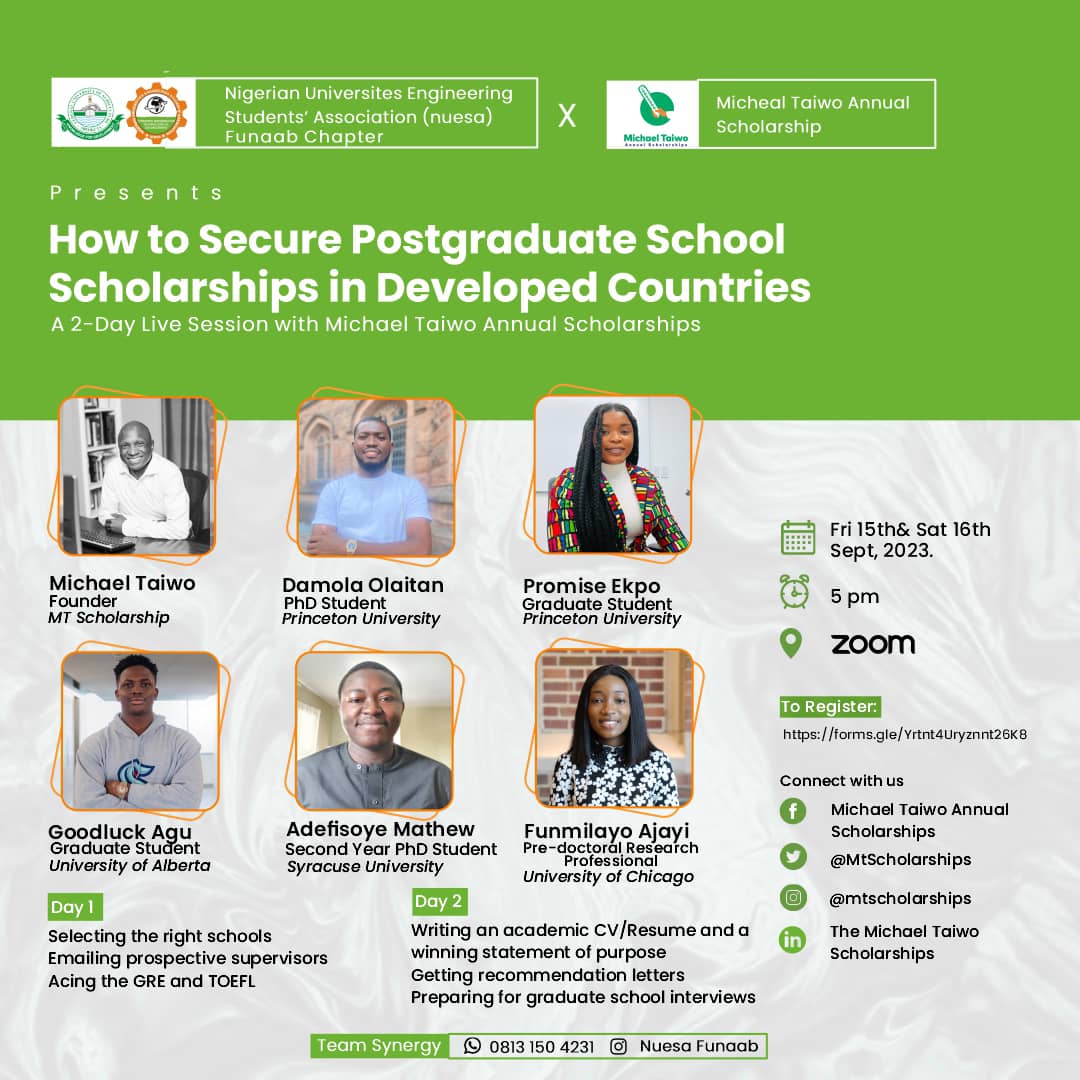 Nigerian Universites Engineering
Students' Association (nuesa)
Funaab Chapter
X
Michael Taiwo
Annual Scholarships
Micheal Taiwo Annual
Scholarship
Presents
How to Secure Postgraduate School
Scholarships in Developed Countries
A 2-Day Live Session with Michael Taiwo Annual Scholarships
Michael Taiwo
Founder
MT Scholarship
Damola Olaitan
PhD Student
Princeton University
Promise Ekpo
Graduate Student
Princeton University
Goodluck Agu
Graduate Student
University of Alberta
Adefisoye Mathew
Second Year PhD Student
Syracuse University
Funmilayo Ajayi
Pre-doctoral Research
Professional
University of Chicago
Fri 15th& Sat 16th
Sept, 2023.
5 pm
zoom
To Register:
https://forms.gle/Yrtnt4Uryznnt26K8
Connect with us
Michael Taiwo Annual
Scholarships
@MtScholarships
@mtscholarships
The Michael Taiwo
Scholarships
Day 1
Selecting the right schools
Emailing prospective supervisors
Acing the GRE and TOEFL
Day 2
Writing an academic CV/Resume and a
winning statement of purpose
Getting recommendation letters
Preparing for graduate school interviews
Team Synergy
0813 150 4231
Nuesa Funaab